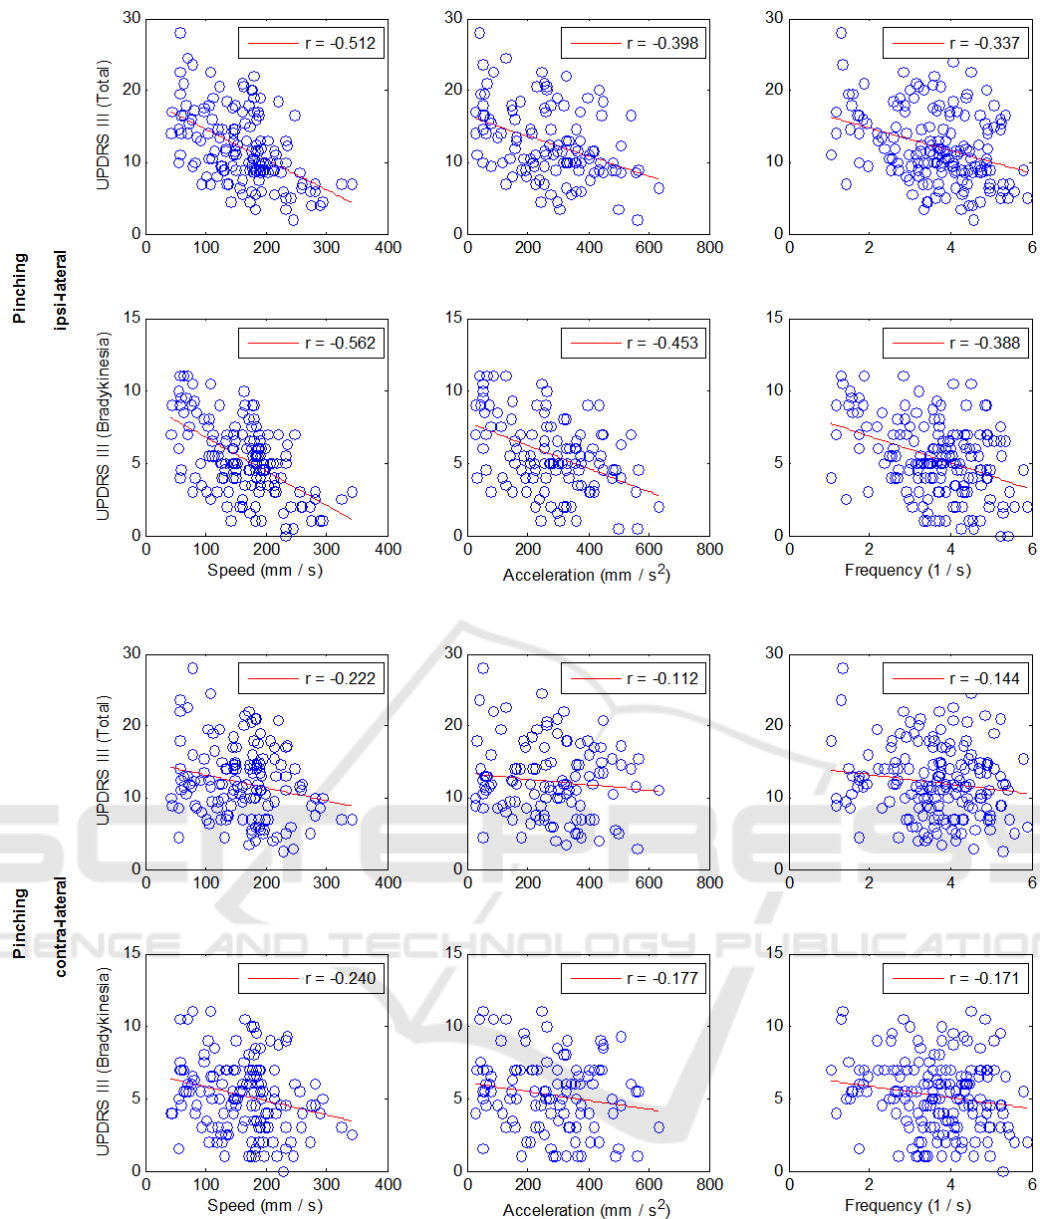 Pinching
ipsi-lateral
UPDRS III (Total)
30
20
10
0
r = -0.512
0 100 200 300 400
30
20
10
0
r = -0.398
0 200 400 600 800
30
20
10
0
r = -0.337
0 2 4 6
UPDRS III (Bradykinesia)
15
10
5
0
r = -0.562
0 100 200 300 400
Speed (mm / s)
15
10
5
0
r = -0.453
0 200 400 600 800
Acceleration (mm / s²)
15
10
5
0
r = -0.388
0 2 4 6
Frequency (1 / s)
Pinching
contra-lateral
UPDRS III (Total)
30
20
10
0
r = -0.222
0 100 200 300 400
30
20
10
0
r = -0.112
0 200 400 600 800
30
20
10
0
r = -0.144
0 2 4 6
SCITEPRESS
SCIENCE AND TECHNOLOGY PUBLICATIONS
UPDRS III (Bradykinesia)
15
10
5
0
r = -0.240
0 100 200 300 400
Speed (mm / s)
15
10
5
0
r = -0.177
0 200 400 600 800
Acceleration (mm / s²)
15
10
5
0
r = -0.171
0 2 4 6
Frequency (1 / s)